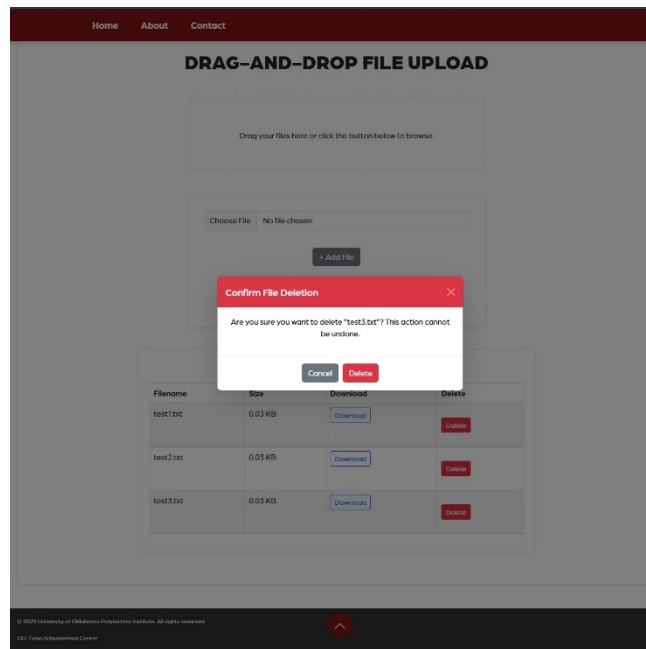 Home About Contact
DRAG-AND-DROP FILE UPLOAD
Drag your files here or click the button below to browse.
Choose File No file chosen
+ Add File
Confirm File Deletion
Are you sure you want to delete "test3.txt"? This action cannot
be undone.
Cancel Delete
Filename Size Download Delete
test1.txt 0.03 KB Download Delete
test2.txt 0.03 KB Download Delete
test3.txt 0.03 KB Download Delete
© 2025 University of Oklahoma Polytechnic Institute. All rights reserved.
OU-Tulsa Schusterman Center